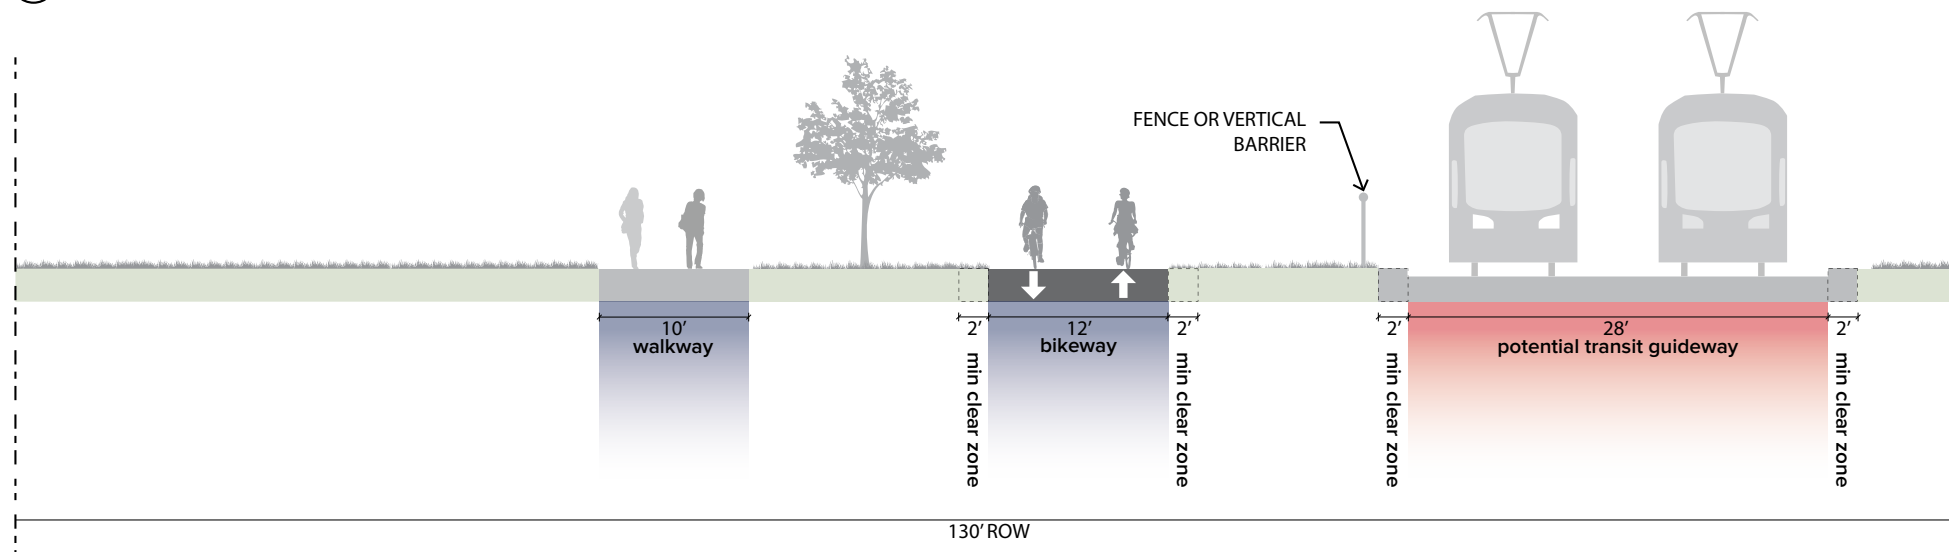 FENCE OR VERTICAL
BARRIER
10’
walkway
2’
min clear zone
12’
bikeway
2’
min clear zone
2’
min clear zone
28’
potential transit guideway
2’
min clear zone
130’ ROW